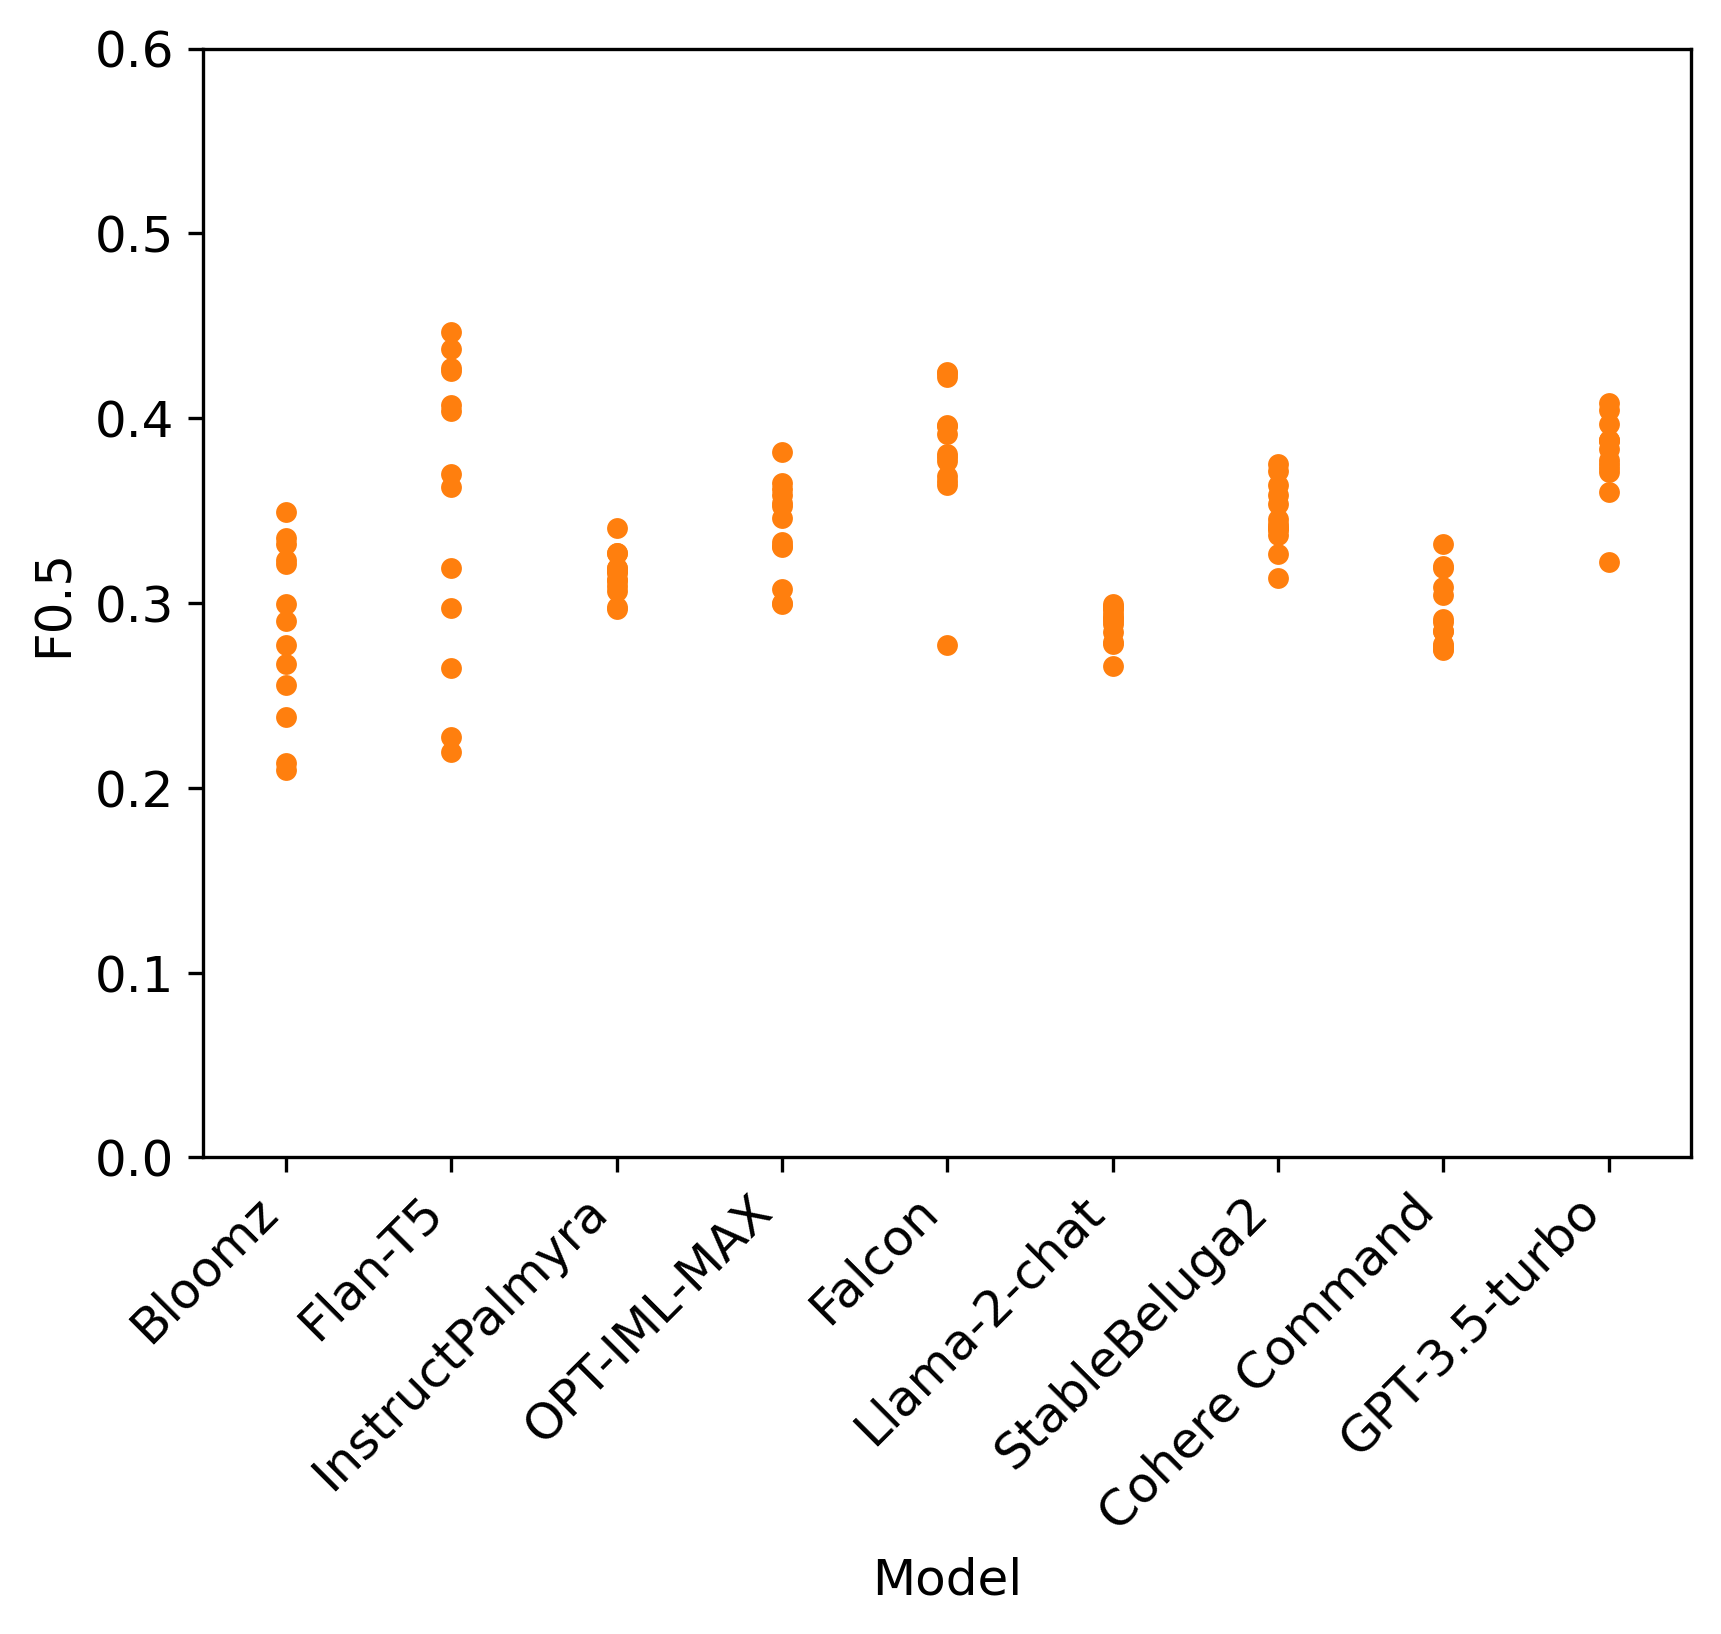 0.6
0.5
0.4
0.3
0.2
0.1
0.0
F0.5
Bloomz
Flan-T5
InstructPalmyra
OPT-IML-MAX
Falcon
Llama-2-chat
StableBeluga2
Cohere Command
GPT-3.5-turbo
Model